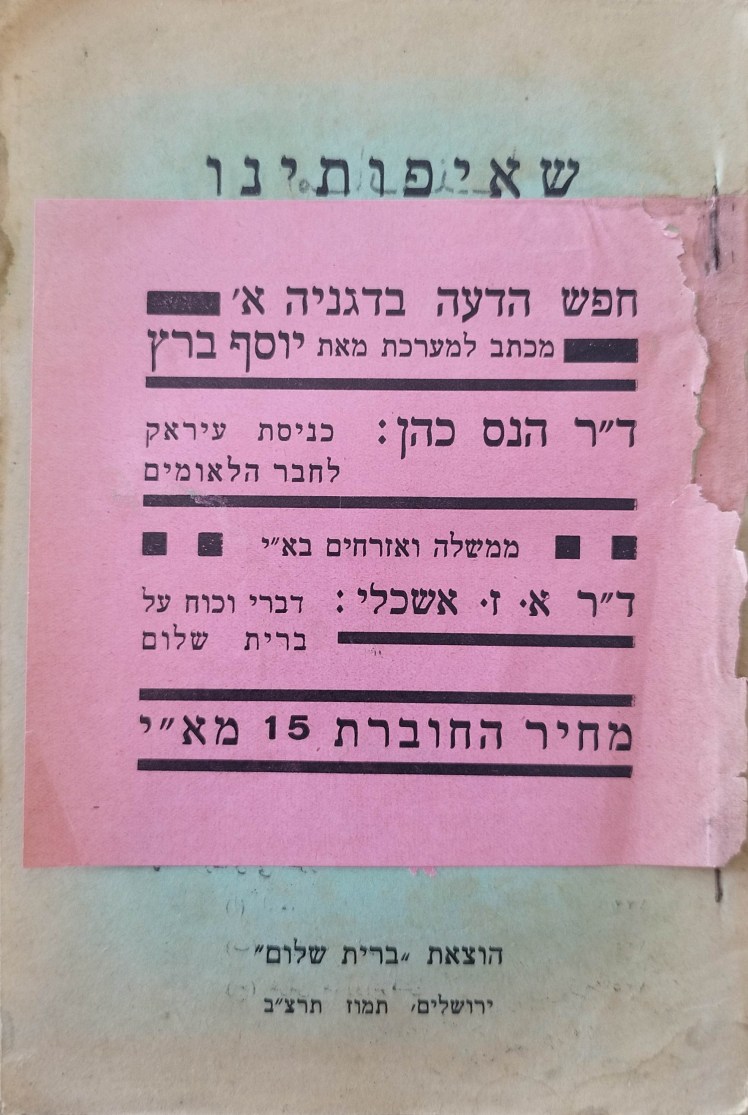 שאיפותינו
חפש הדעה בדגניה א׳
מכתב למערכת מאת יוסף ברץ
ד״ר הנס כהן: כניסת עיראק
לחבר הלאומים
ממשלה ואזרחים בא״י
ד״ר א. ז. אשכלי: דברי וכוח על
ברית שלום
מחיר החוברת 15 מא״י
הוצאת „ברית שלום״
ירושלים, תמוז תרצ״ב